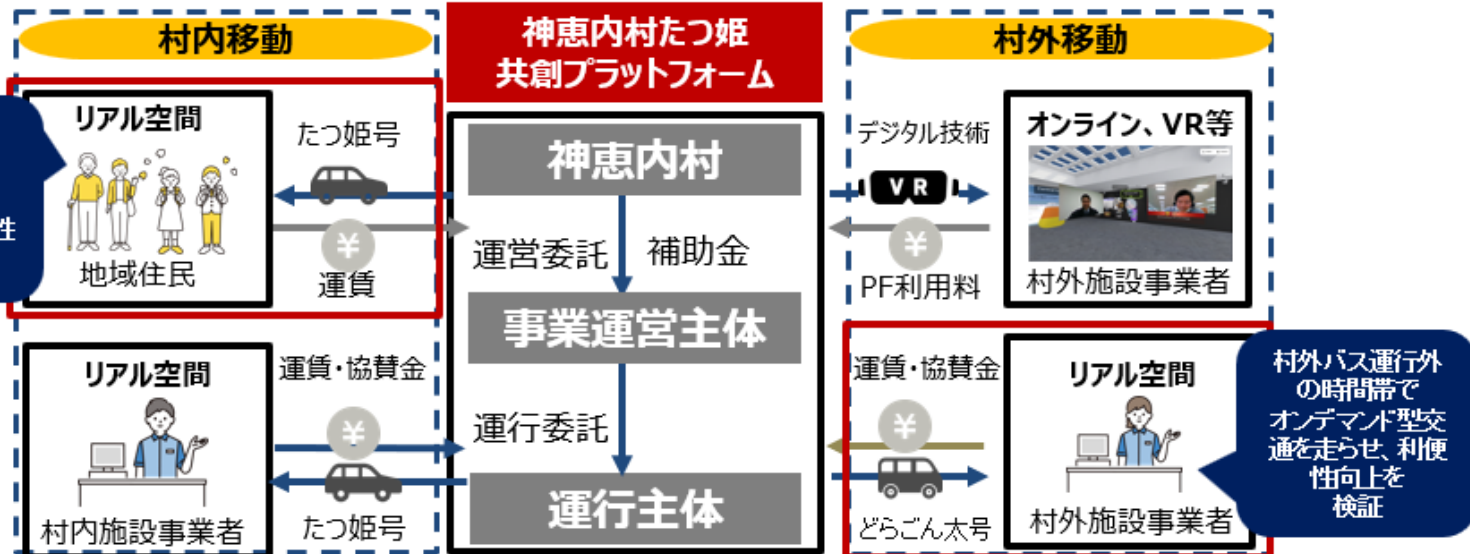 村内移動
神恵内村たつ姫
共創プラットフォーム
村外移動
リアル空間
地域住民
性
たつ姫号
¥
運賃
神恵内村
運営委託
補助金
事業運営主体
運行委託
運行主体
デジタル技術
VR
¥
PF利用料
オンライン、VR等
村外施設事業者
リアル空間
村内施設事業者
運賃・協賛金
¥
たつ姫号
運賃・協賛金
¥
どらごん太号
リアル空間
村外施設事業者
村外バス運行外
の時間帯で
オンデマンド型交
通を走らせ、利便
性向上を
検証